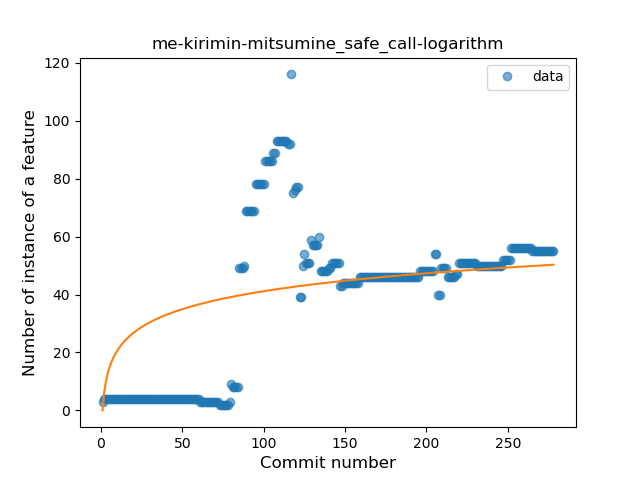 me-kirimin-mitsumine_safe_call-logarithm
data
Number of instance of a feature
120
100
80
60
40
20
0
0 50 100 150 200 250
Commit number